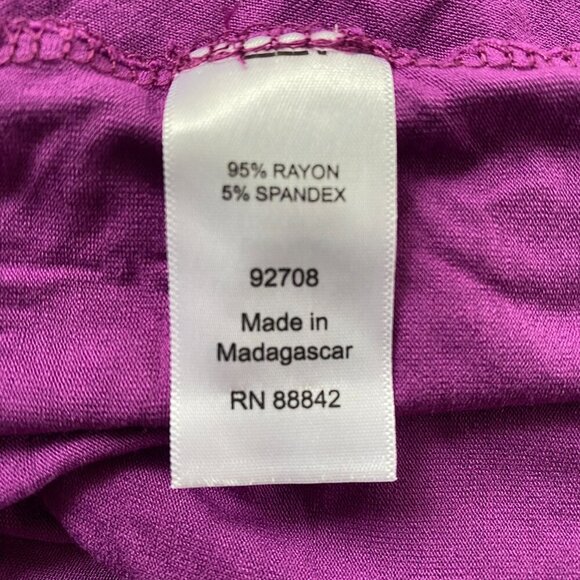 95% RAYON
5% SPANDEX
92708
Made in
Madagascar
RN 88842